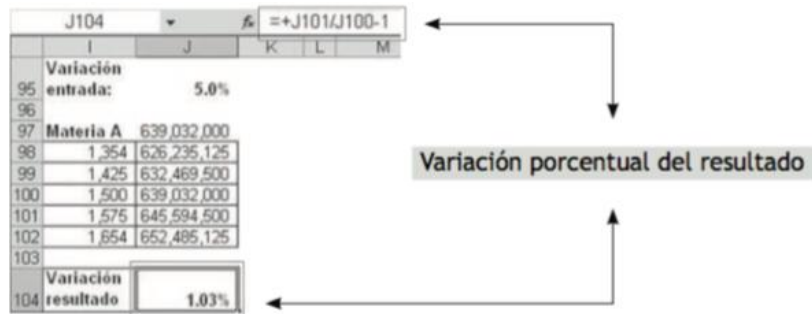 J104 fx =+J101/J100-1
I J K L M
Variación
95 entrada: 5.0%
96
97 Materia A 639,032,000
98 1,354 626,235,125
99 1,425 632,469,500
100 1,500 639,032,000
101 1,575 645,594,500
102 1,654 652,485,125
103
Variación
104 resultado 1.03%
Variación porcentual del resultado